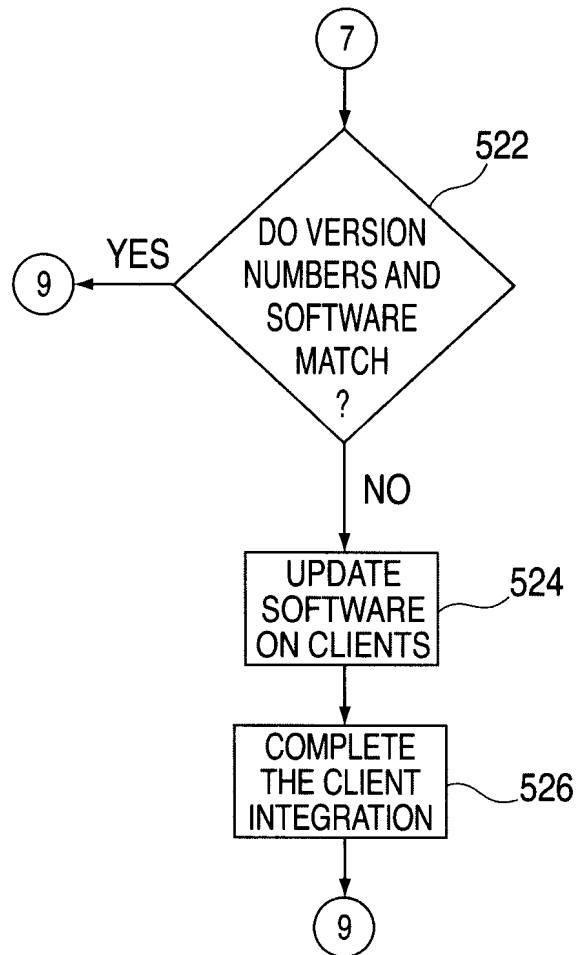 7
522
DO VERSION
NUMBERS AND
SOFTWARE
MATCH
?
YES
9
NO
UPDATE
SOFTWARE
ON CLIENTS
524
COMPLETE
THE CLIENT
INTEGRATION
526
9